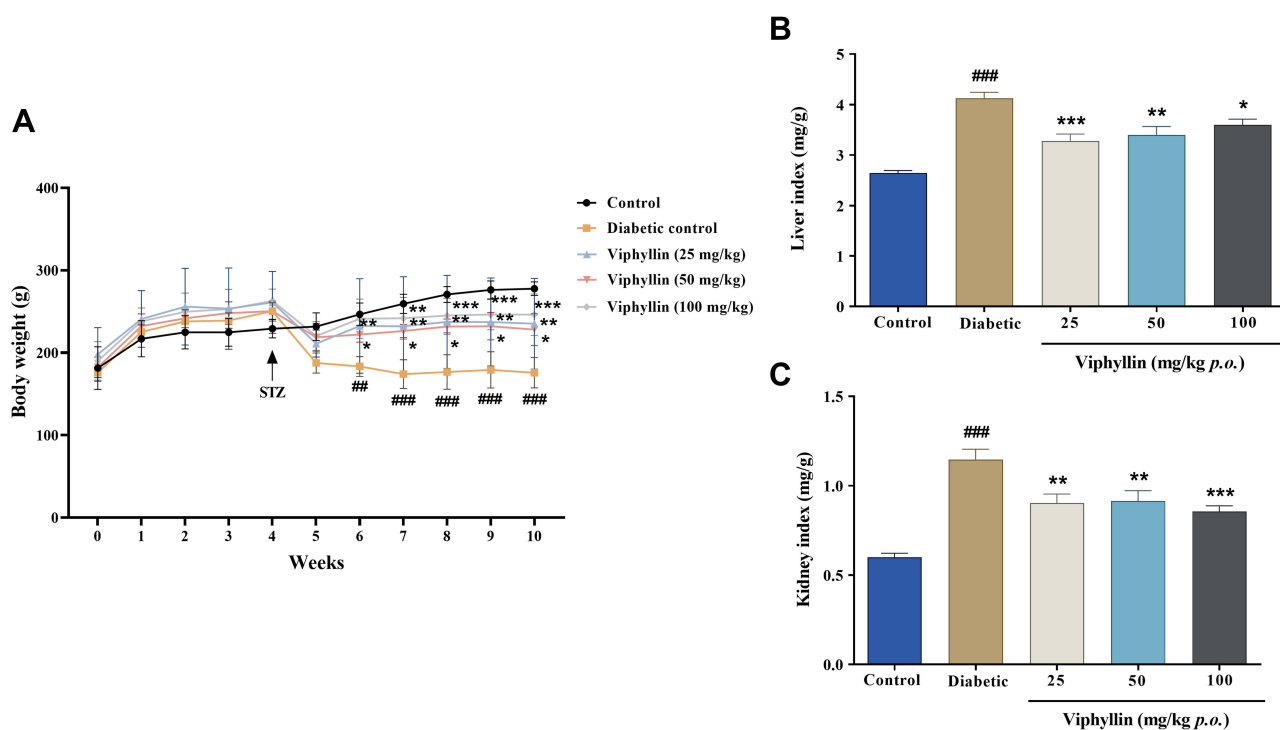 A
Body weight (g)
400
300
200
100
0
0 1 2 3 4 5 6 7 8 9 10
Weeks
STZ
** ** *** *** ***
** ** ** ** **
* * * * *
## ### ### ### ###
Control
Diabetic control
Viphyllin (25 mg/kg)
Viphyllin (50 mg/kg)
Viphyllin (100 mg/kg)
B
Liver index (mg/g)
5
4
3
2
1
0
### *** ** *
Control Diabetic 25 50 100
Viphyllin (mg/kg p.o.)
C
Kidney index (mg/g)
1.5
1.0
0.5
0.0
### ** ** ***
Control Diabetic 25 50 100
Viphyllin (mg/kg p.o.)